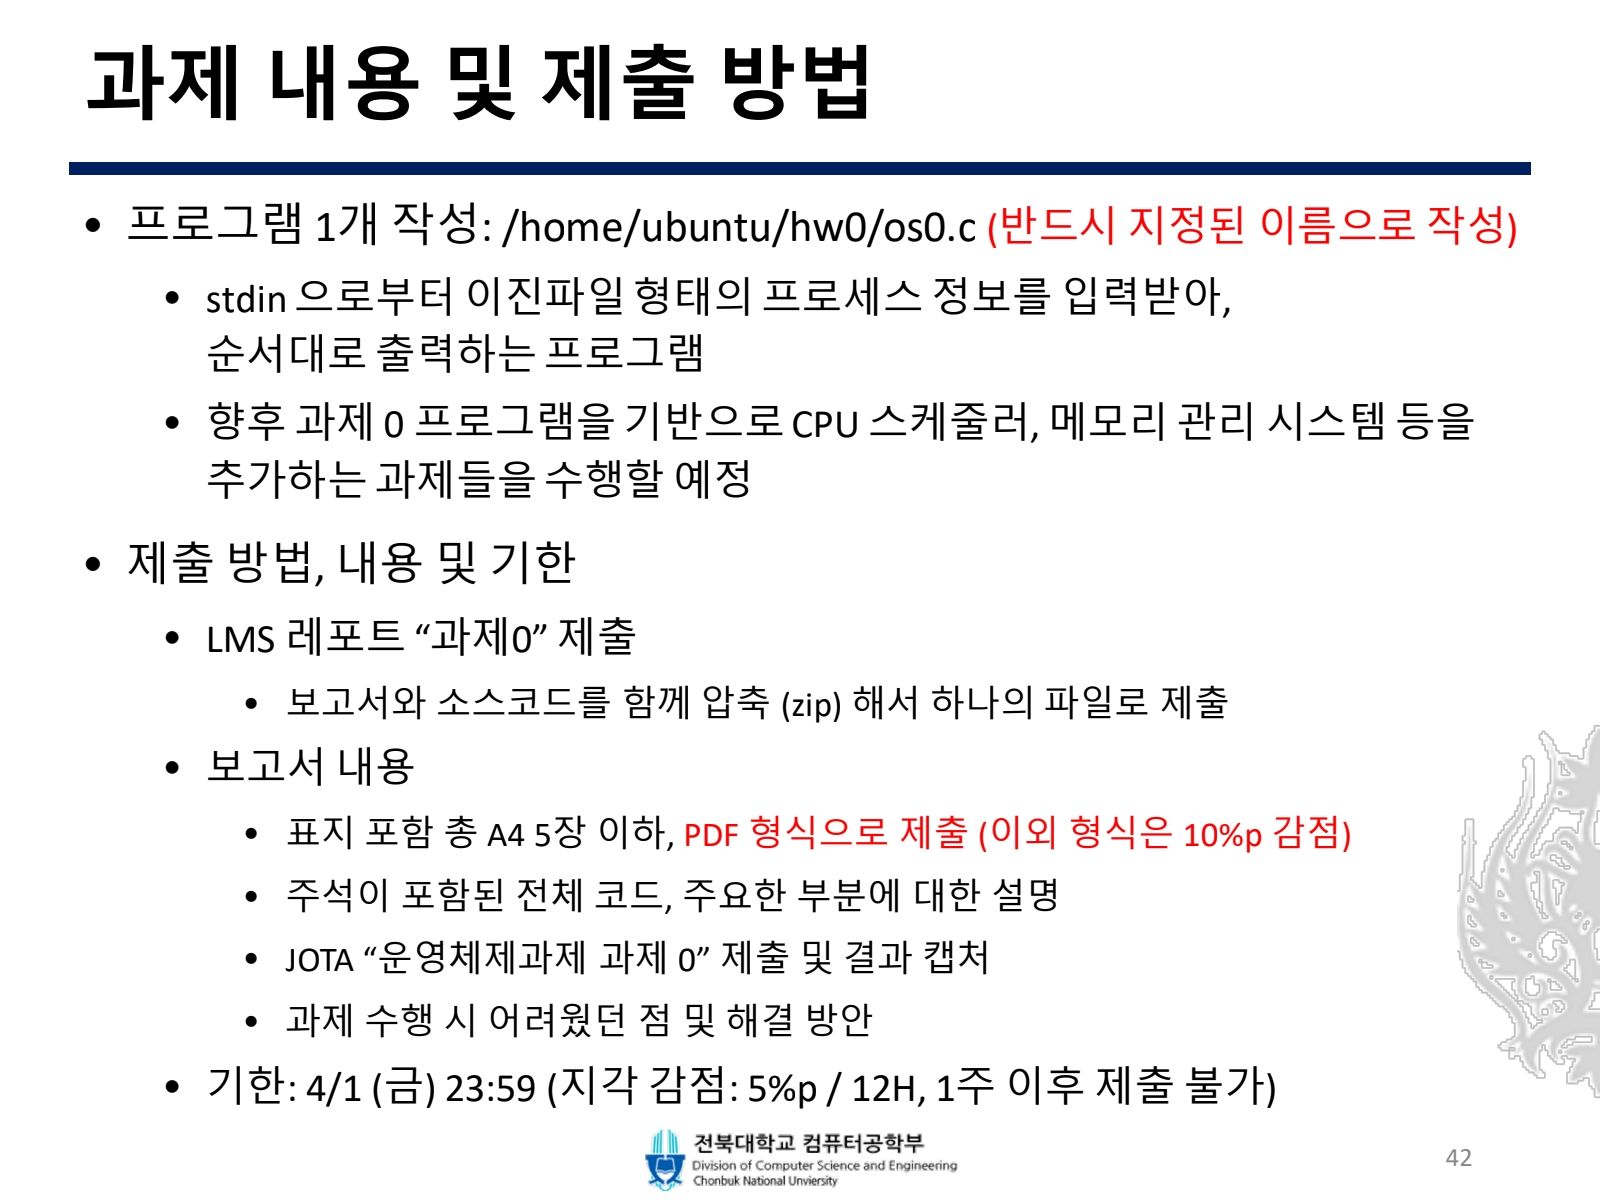 과제 내용 및 제출 방법
• 프로그램 1개 작성: /home/ubuntu/hw0/os0.c (반드시 지정된 이름으로 작성)
• stdin 으로부터 이진파일 형태의 프로세스 정보를 입력받아,
순서대로 출력하는 프로그램
• 향후 과제 0 프로그램을 기반으로 CPU 스케줄러, 메모리 관리 시스템 등을
추가하는 과제들을 수행할 예정
• 제출 방법, 내용 및 기한
• LMS 레포트 “과제0” 제출
• 보고서와 소스코드를 함께 압축 (zip) 해서 하나의 파일로 제출
• 보고서 내용
• 표지 포함 총 A4 5장 이하, PDF 형식으로 제출 (이외 형식은 10%p 감점)
• 주석이 포함된 전체 코드, 주요한 부분에 대한 설명
• JOTA “운영체제과제 과제 0” 제출 및 결과 캡처
• 과제 수행 시 어려웠던 점 및 해결 방안
• 기한: 4/1 (금) 23:59 (지각 감점: 5%p / 12H, 1주 이후 제출 불가)
전북대학교 컴퓨터공학부
Division of Computer Science and Engineering
Chonbuk National Unviersity
42